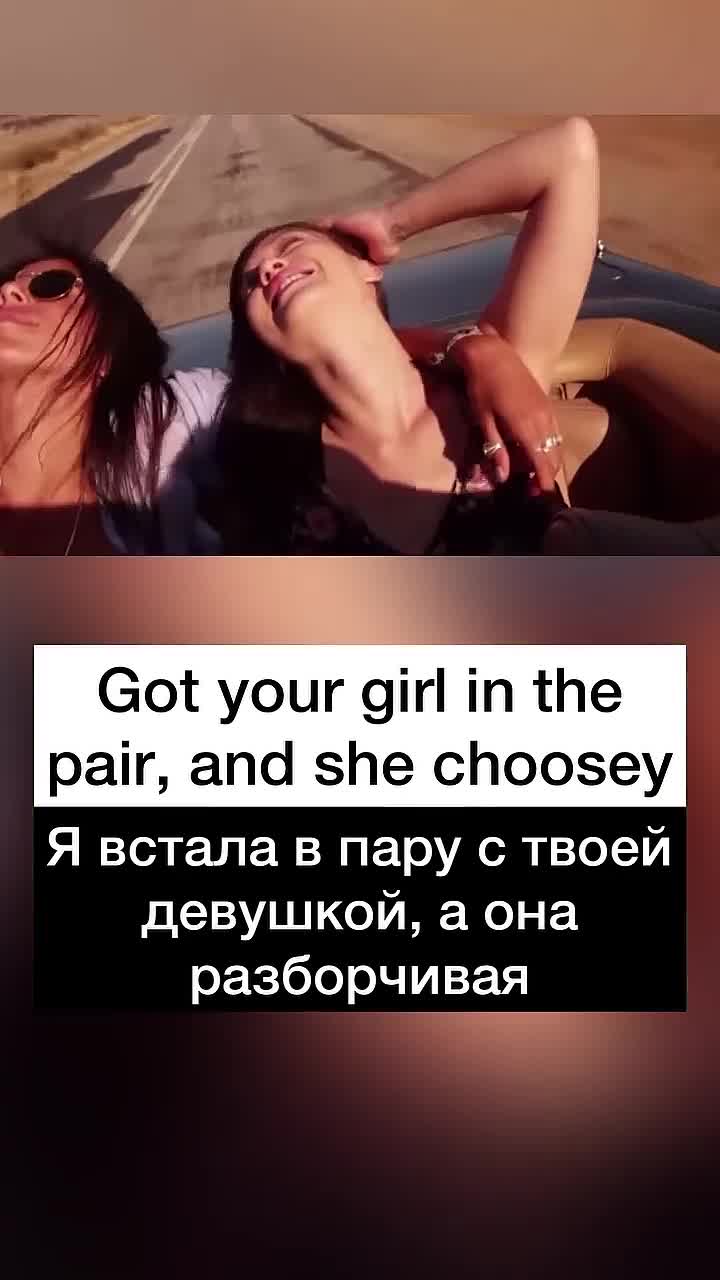 Got your girl in the
pair, and she choosey
Я встала в пару с твоей
девушкой, а она
разборчивая